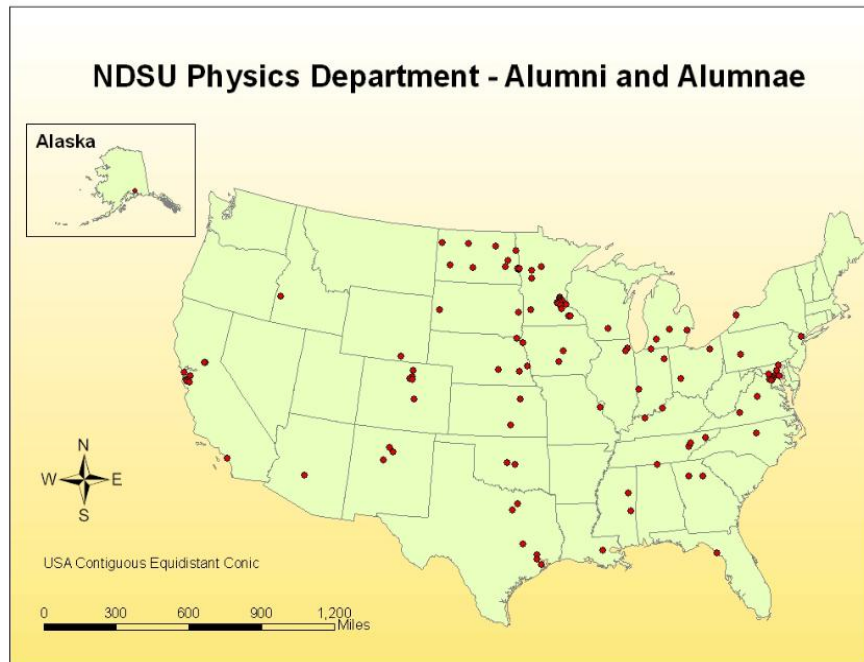 NDSU Physics Department - Alumni and Alumnae
Alaska
N
W E
S
USA Contiguous Equidistant Conic
0 300 600 900 1,200
Miles